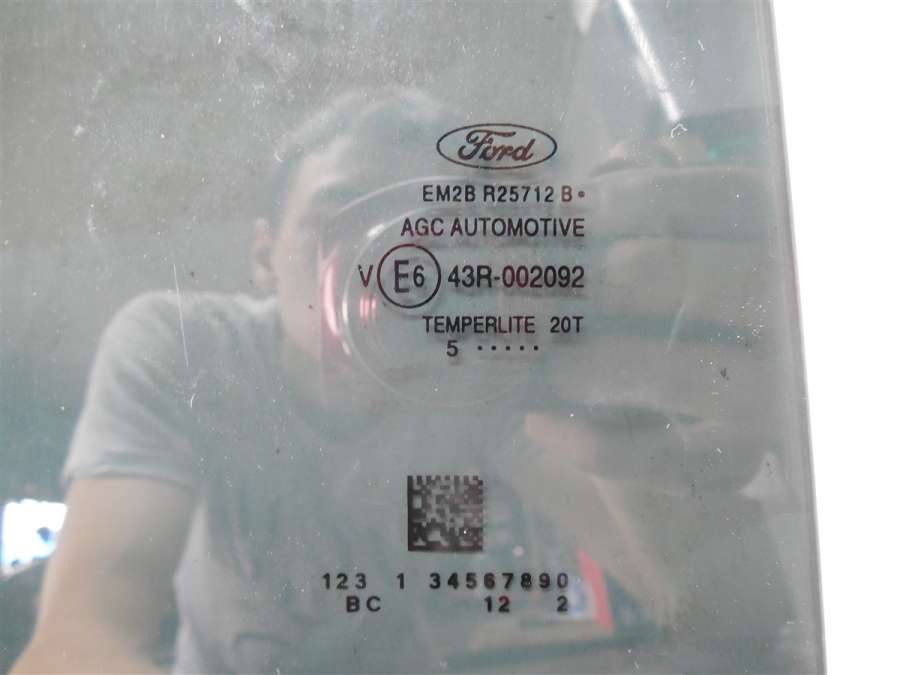 Ford
EM2B R25712 B•
AGC AUTOMOTIVE
V E6 43R-002092
TEMPERLITE 20T
5 •••••
123 1 34567890
BC 12 2